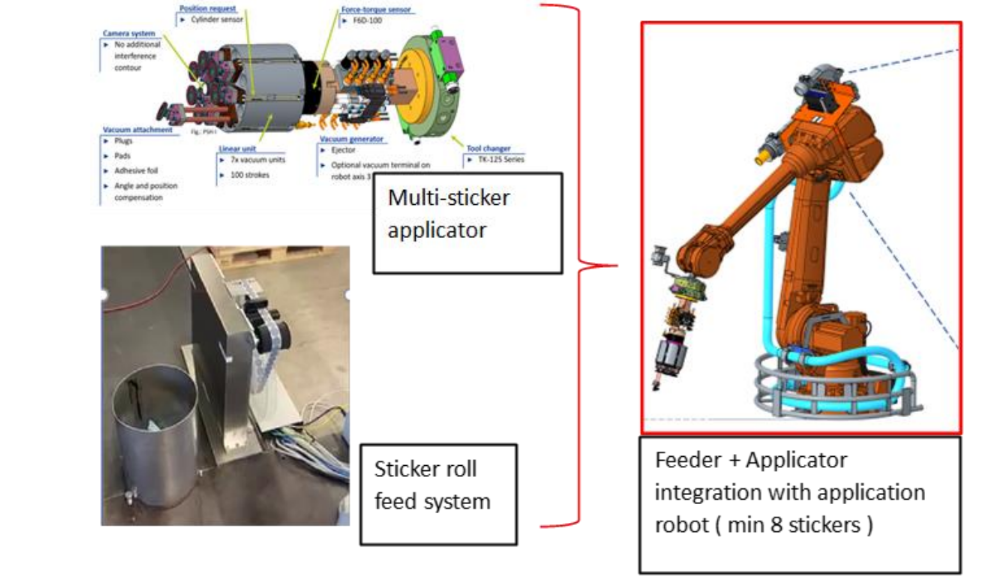 Position request
Cylinder sensor
Force-torque sensor
F6D-100
Camera system
No additional
interference
contour
Vacuum attachment
Plugs
Pads
Adhesive foil
Angle and position
compensation
Linear unit
7x vacuum units
100 strokes
Vacuum generator
Ejector
Optional vacuum terminal on
robot axis 3
Tool changer
TK-125 Series
Multi-sticker
applicator
Sticker roll
feed system
Feeder + Applicator
integration with application
robot ( min 8 stickers )